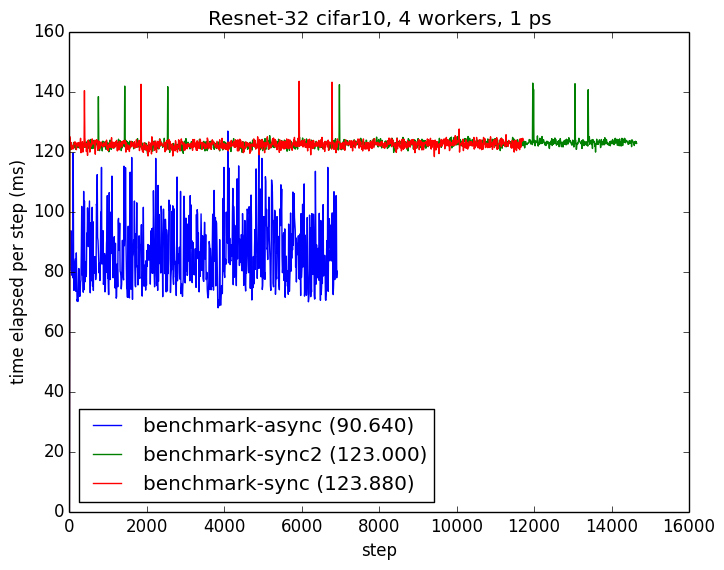 Resnet-32 cifar10, 4 workers, 1 ps
160
140
120
100
80
60
40
20
0
time elapsed per step (ms)
benchmark-async (90.640)
benchmark-sync2 (123.000)
benchmark-sync (123.880)
0 2000 4000 6000 8000 10000 12000 14000 16000
step